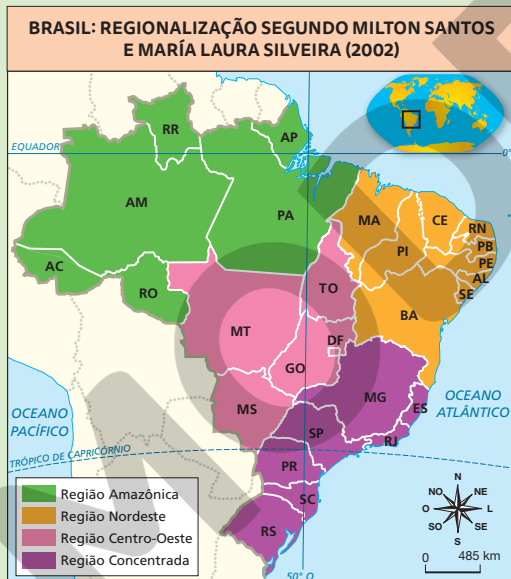 BRASIL: REGIONALIZAÇÃO SEGUNDO MILTON SANTOS
E MARÍA LAURA SILVEIRA (2002)
EQUADOR
0°
RR
AP
AM
PA
MA
CE
RN
PB
PE
AL
SE
PI
AC
RO
TO
BA
MT
DF
GO
MG
ES
MS
SP
RJ
PR
SC
RS
OCEANO
PACÍFICO
OCEANO
ATLÂNTICO
TRÓPICO DE CAPRICÓRNIO
Região Amazônica
Região Nordeste
Região Centro-Oeste
Região Concentrada
N
NO
NE
O
L
SO
SE
S
0
485 km
50° O